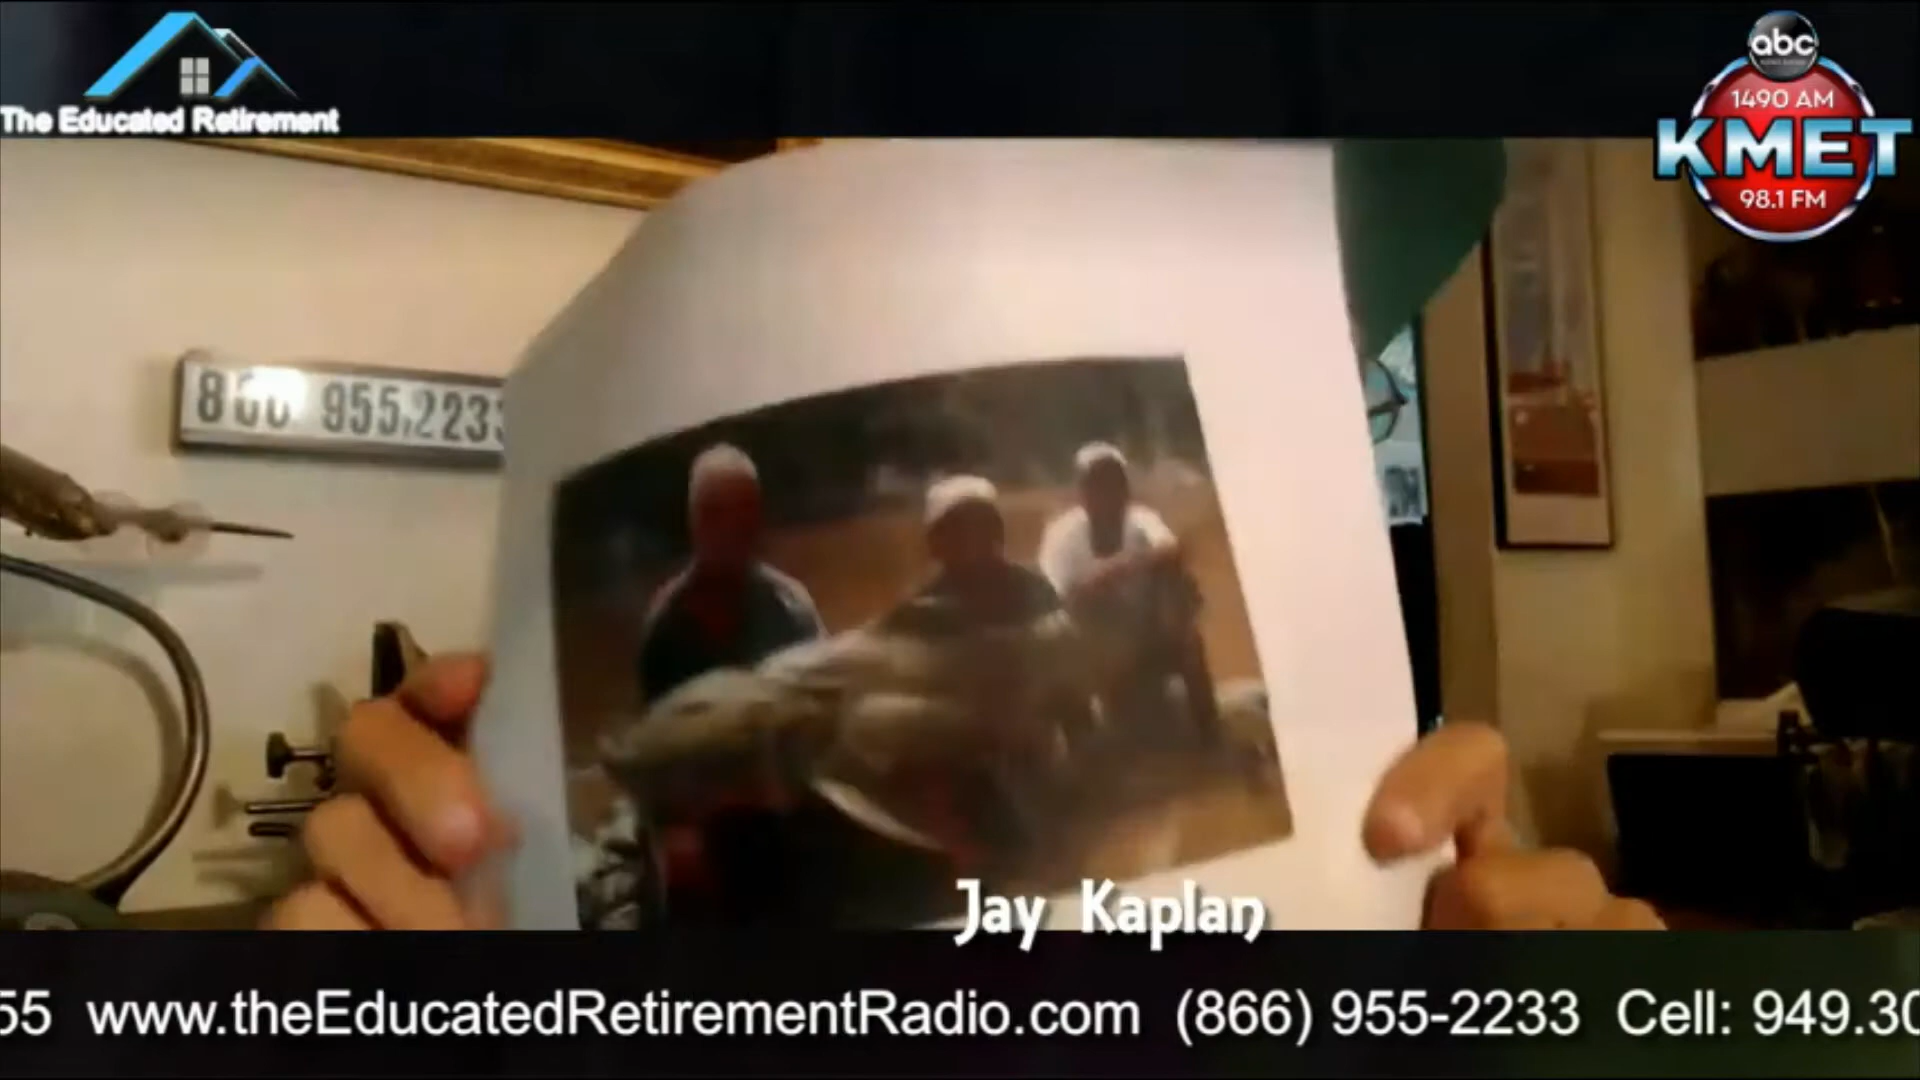 The Educated Retirement
abc
1490 AM
KMET
98.1 FM
955.2233
Jay Kaplan
55 www.theEducatedRetirementRadio.com (866) 955-2233 Cell: 949.30